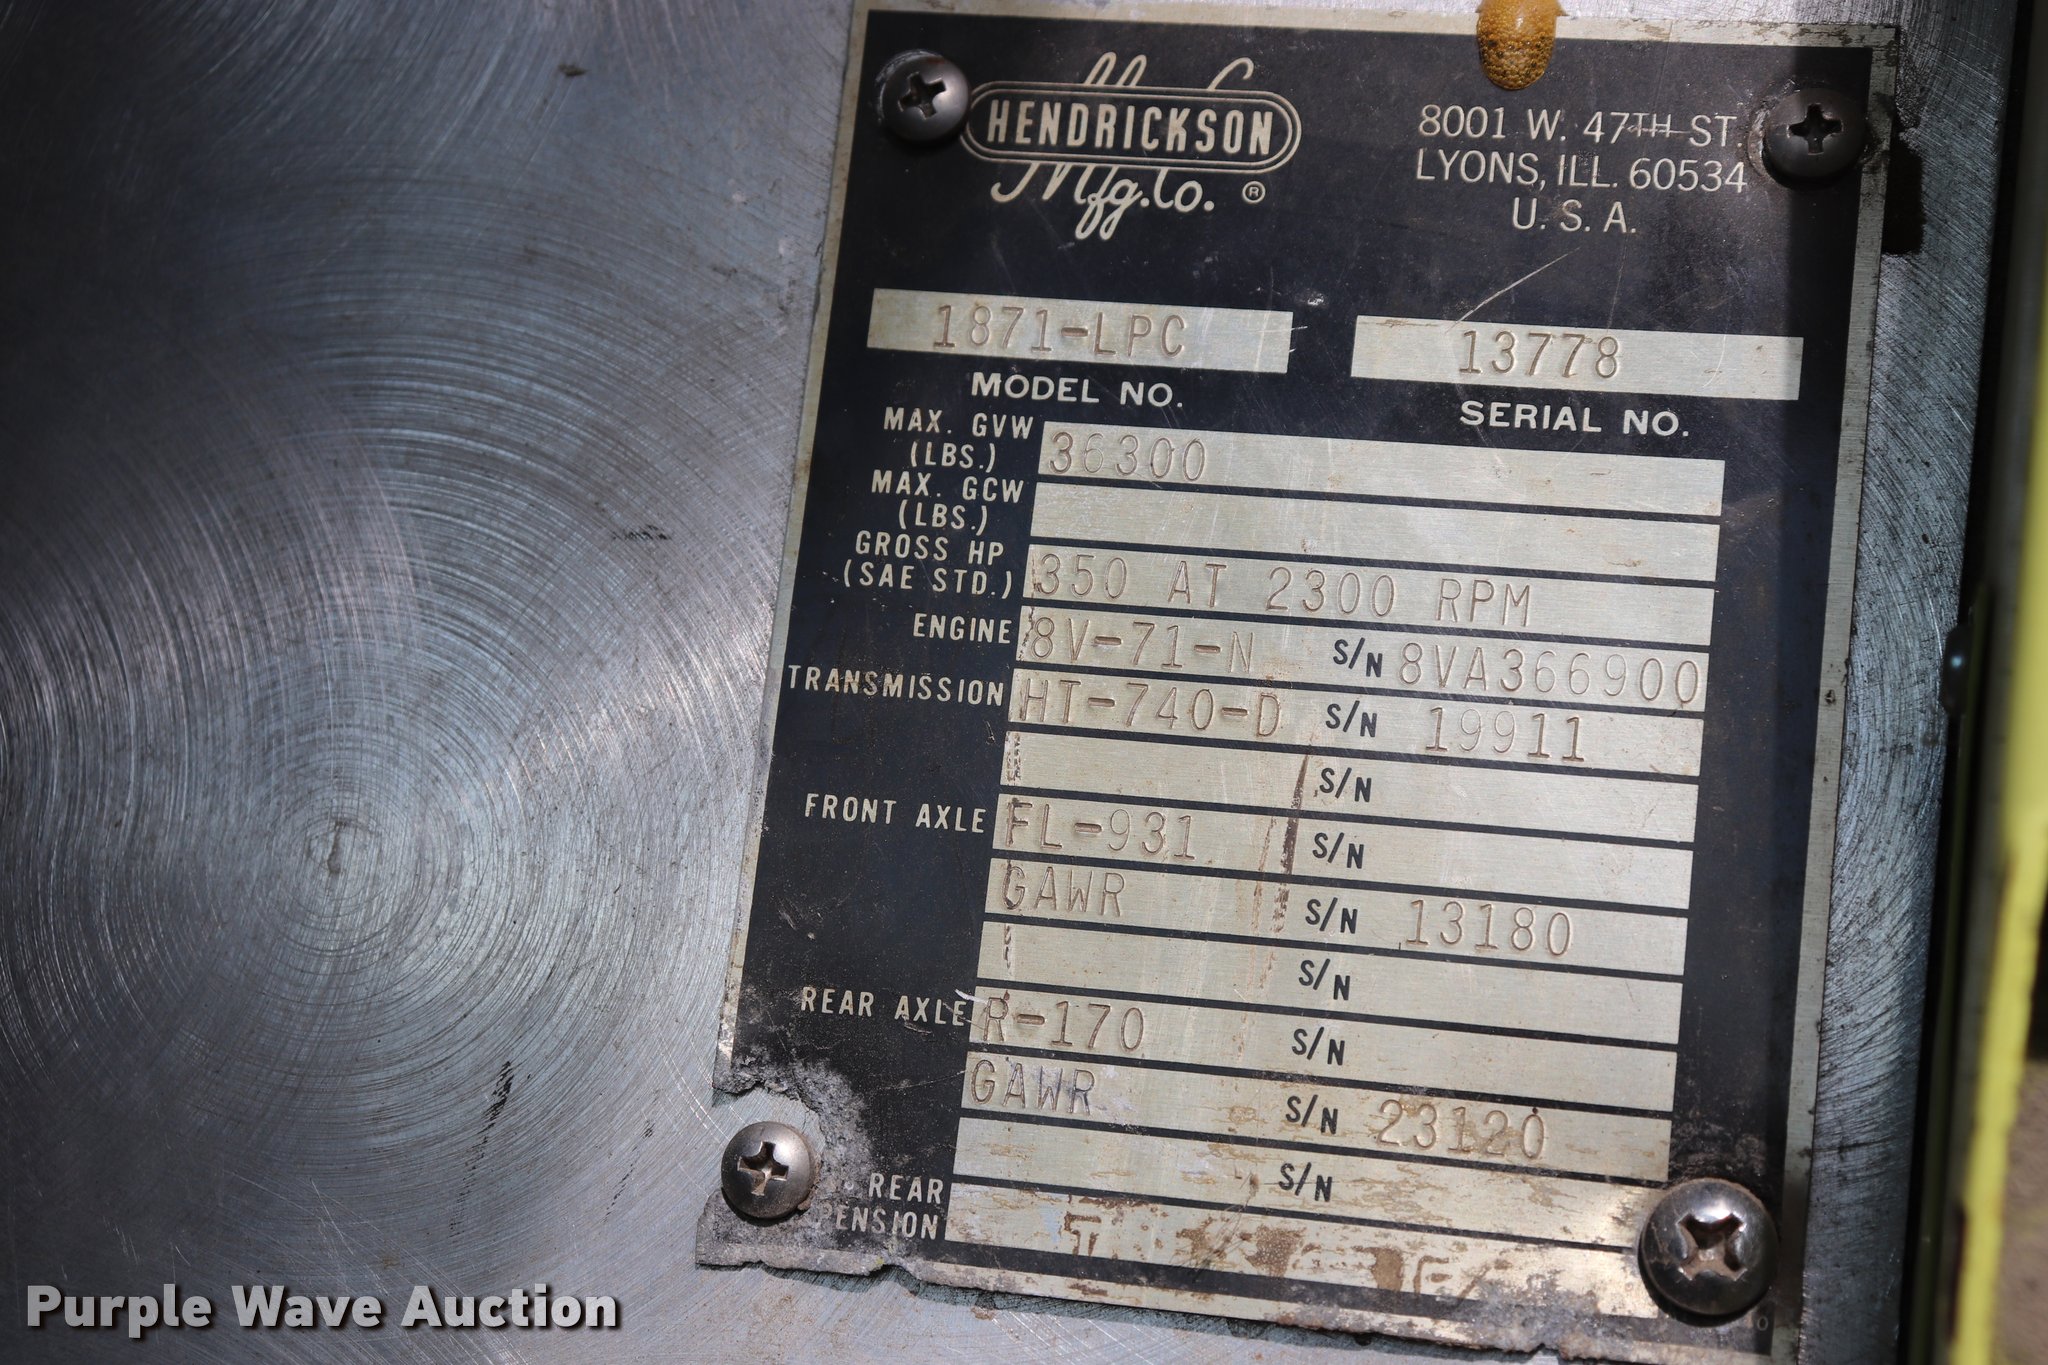 HENDRICKSON
Mfg. Co. ®
8001 W. 47TH ST.
LYONS, ILL. 60534
U. S. A.
1871-LPC 13778
MODEL NO. SERIAL NO.
MAX. GVW
(LBS.) 36300
MAX. GCW
(LBS.)
GROSS HP
(SAE STD.) 350 AT 2300 RPM
ENGINE 8V-71-N S/N 8VA366900
TRANSMISSION HT-740-D S/N 19911
S/N
FRONT AXLE FL-931 S/N
GAWR S/N 13180
S/N
REAR AXLE R-170 S/N
GAWR S/N 23120
S/N
REAR
PENSION
Purple Wave Auction